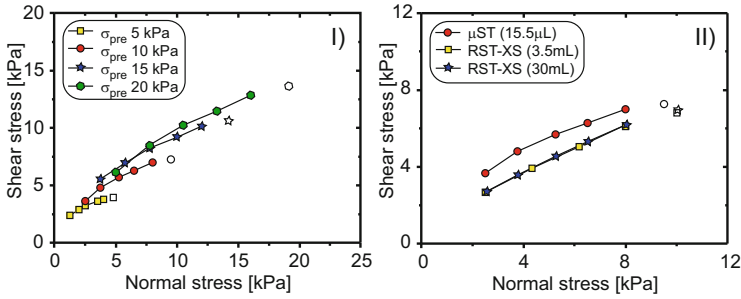 I)
σpre 5 kPa
σpre 10 kPa
σpre 15 kPa
σpre 20 kPa
Shear stress [kPa]
20
15
10
5
0
0 5 10 15 20 25
Normal stress [kPa]
II)
μST (15.5μL)
RST-XS (3.5mL)
RST-XS (30mL)
Shear stress [kPa]
12
8
4
0
0 4 8 12
Normal stress [kPa]